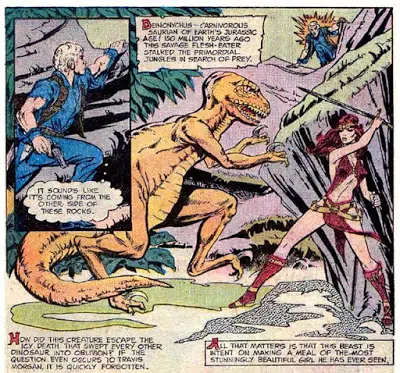 DEINONYCHUS - CARNIVOROUS
SAURIAN OF EARTH'S JURASSIC
AGE! 150 MILLION YEARS AGO
THIS SAVAGE FLESH-EATER
STALKED THE PRIMORDIAL
JUNGLES IN SEARCH OF PREY.
IT SOUNDS LIKE
IT'S COMING FROM THE
OTHER SIDE OF
THESE ROCKS.
HOW DID THIS CREATURE ESCAPE THE
ICY DEATH THAT SWEPT EVERY OTHER
DINOSAUR INTO OBLIVION? IF THE
QUESTION EVEN OCCURS TO TRAVIS
MORGAN, IT IS QUICKLY FORGOTTEN.
ALL THAT MATTERS IS THAT THIS BEAST IS
INTENT ON MAKING A MEAL OF THE MOST
STUNNINGLY BEAUTIFUL GIRL HE HAS EVER SEEN.